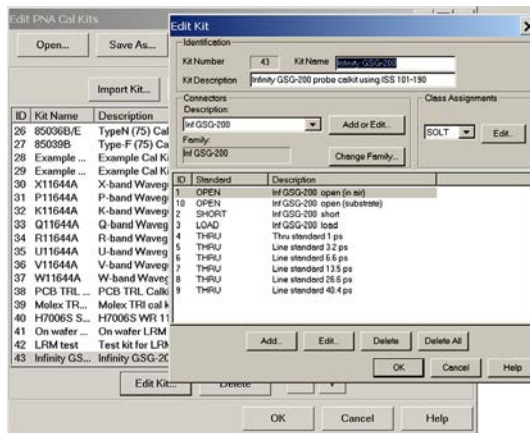 Edit PNA Cal Kits
Open...
Save As...
Import Kit...
ID Kit Name Description
26 85036B/E TypeN (75) Cal
27 85039B Type-F (75) Cal
28 Example ... Example Cal Ki
29 Example ... Example Cal Ki
30 X11644A X-band Waveg
31 P11644A P-band Waveg
32 K11644A K-band Waveg
33 Q11644A Q-band Waveg
34 R11644A R-band Waveg
35 U11644A U-band Waveg
36 V11644A V-band Waveg
37 W11644A W-band Waveg
38 PCB TRL ... PCB TRL Calki
39 Molex TR... Molex TRl cal k
40 H7006S S... H7006S WR 11
41 On wafer ... On wafer LRM
42 LRM test Test kit for LRM
43 Infinity GS... Infinity GSG-20
Edit Kit...
Delete
OK
Cancel
Help
Edit Kit
Identification
Kit Number 43 Kit Name Infinity GSG-200
Kit Description Infinity GSG-200 probe calkit using ISS 101-190
Connectors
Description:
Inf GSG-200
Add or Edit...
Family:
Inf GSG-200
Change Family...
Class Assignments
SOLT
Edit...
ID Standard Description
1 OPEN Inf GSG-200 open (in air)
10 OPEN Inf GSG-200 open (substrate)
2 SHORT Inf GSG-200 short
3 LOAD Inf GSG-200 load
4 THRU Thru standard 1 ps
5 THRU Line standard 3.2 ps
6 THRU Line standard 6.6 ps
7 THRU Line standard 13.5 ps
8 THRU Line standard 26.6 ps
9 THRU Line standard 40.4 ps
Add...
Edit...
Delete
Delete All
OK
Cancel
Help